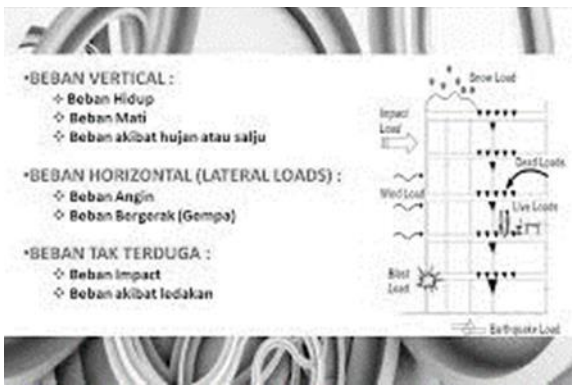 •BEBAN VERTICAL :
❖ Beban Hidup
❖ Beban Mati
❖ Beban akibat hujan atau salju
•BEBAN HORIZONTAL (LATERAL LOADS) :
❖ Beban Angin
❖ Beban Bergerak (Gempa)
•BEBAN TAK TERDUGA :
❖ Beban Impact
❖ Beban akibat ledakan
Snow Load
Impact
Load
Dead Loads
Wind Load
Live Loads
Blast
Load
Earthquake Load